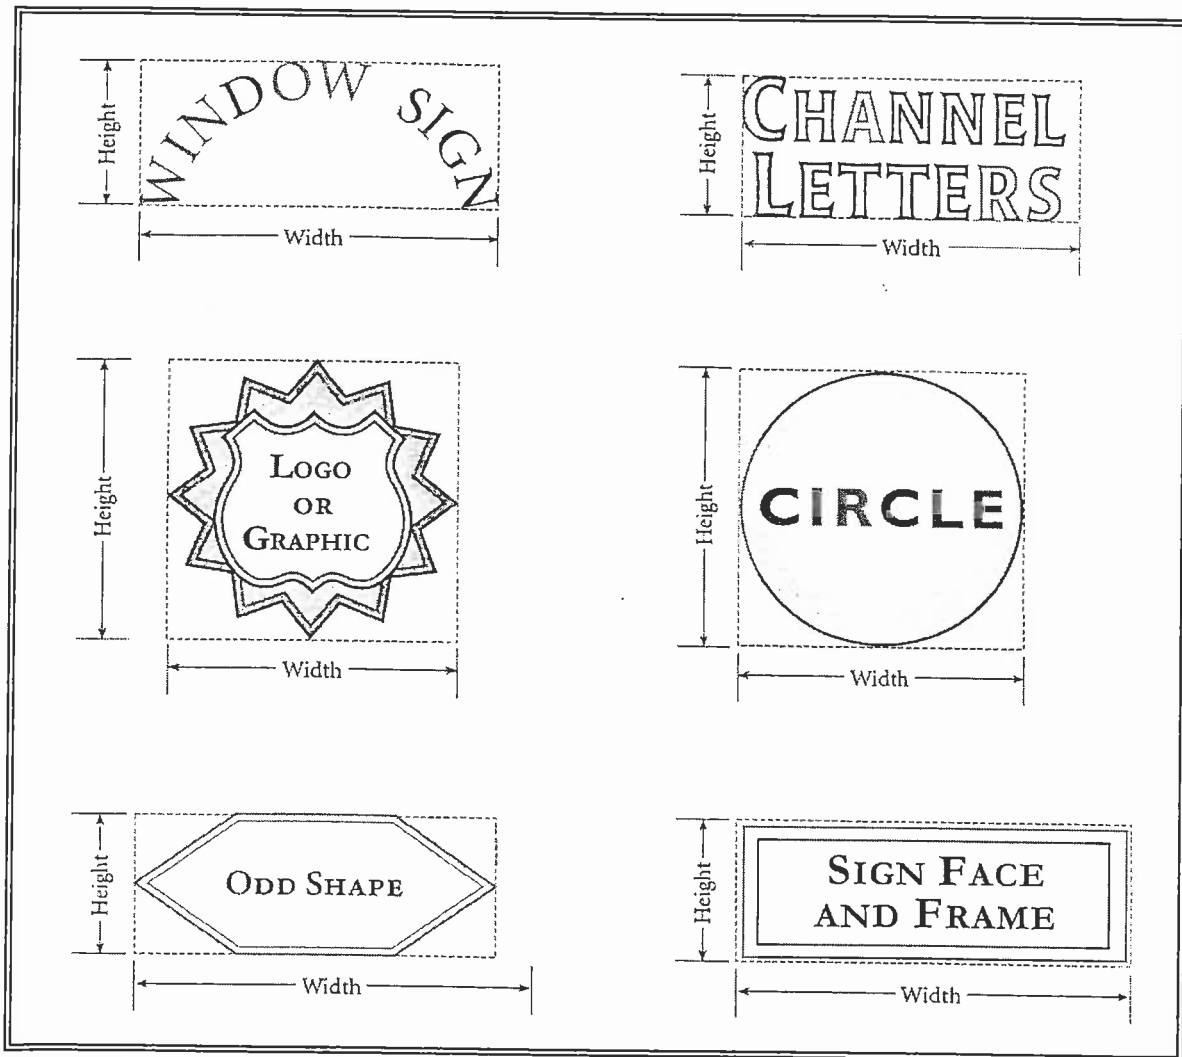 Height
WINDOW SIGN
Width
Height
CHANNEL
LETTERS
Width
Height
LOGO
OR
GRAPHIC
Width
Height
CIRCLE
Width
Height
ODD SHAPE
Width
Height
SIGN FACE
AND FRAME
Width